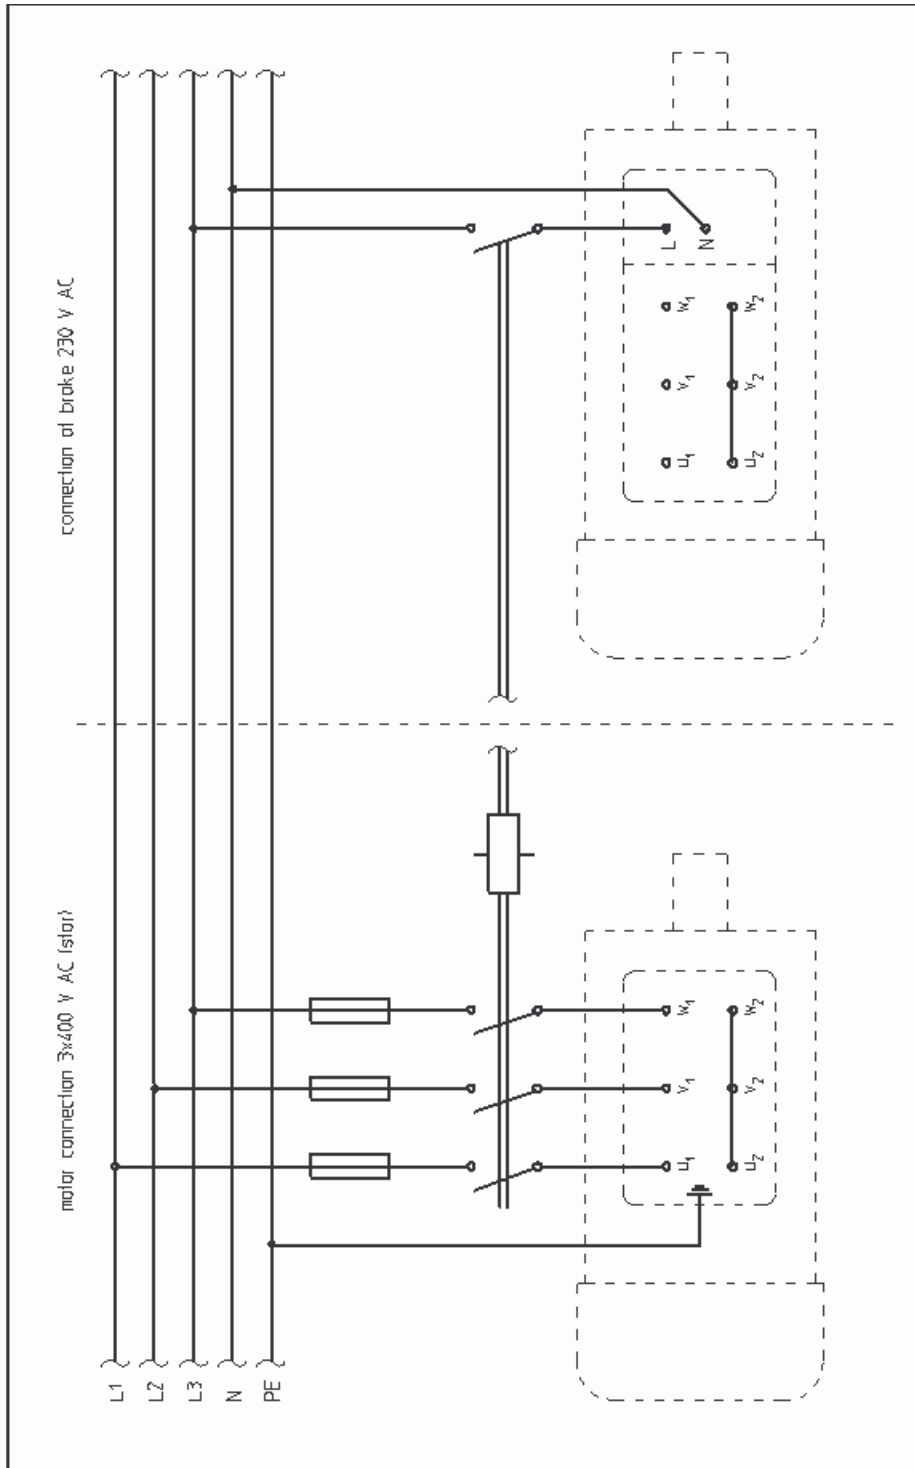 motor connection 3x400 V AC (star)
connection of brake 230 V AC
L1
L2
L3
N
PE
U1 V1 W1
U2 V2 W2
U1 V1 W1
U2 V2 W2
L
N